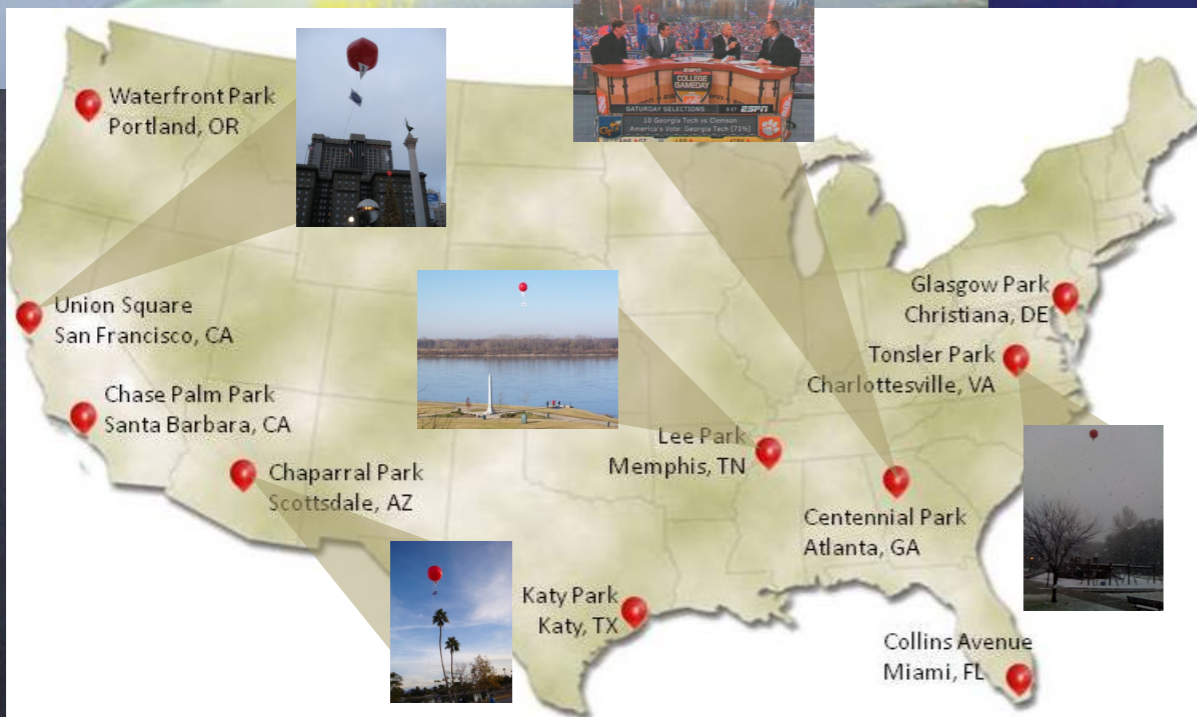 Waterfront Park
Portland, OR
ESPN
COLLEGE
GAMEDAY
SATURDAY SELECTIONS
ESPN
10 Georgia Tech vs Clemson
America's Vote: Georgia Tech [71%]
Union Square
San Francisco, CA
Glasgow Park
Christiana, DE
Tonsler Park
Charlottesville, VA
Chase Palm Park
Santa Barbara, CA
Lee Park
Memphis, TN
Chaparral Park
Scottsdale, AZ
Centennial Park
Atlanta, GA
Katy Park
Katy, TX
Collins Avenue
Miami, FL